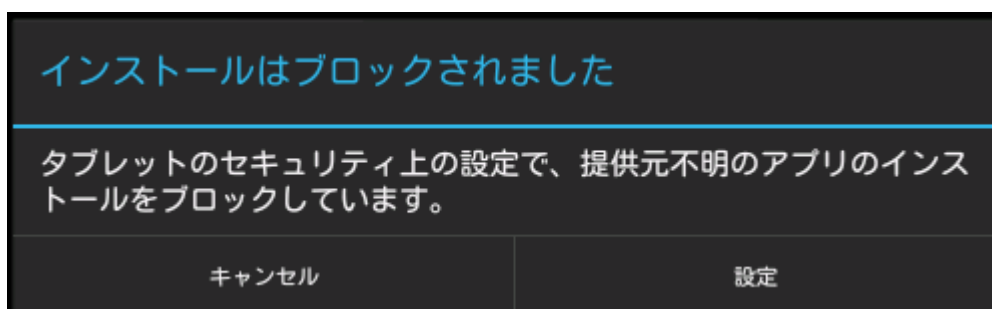 インストールはブロックされました
タブレットのセキュリティ上の設定で、提供元不明のアプリのインス
トールをブロックしています。
キャンセル
設定